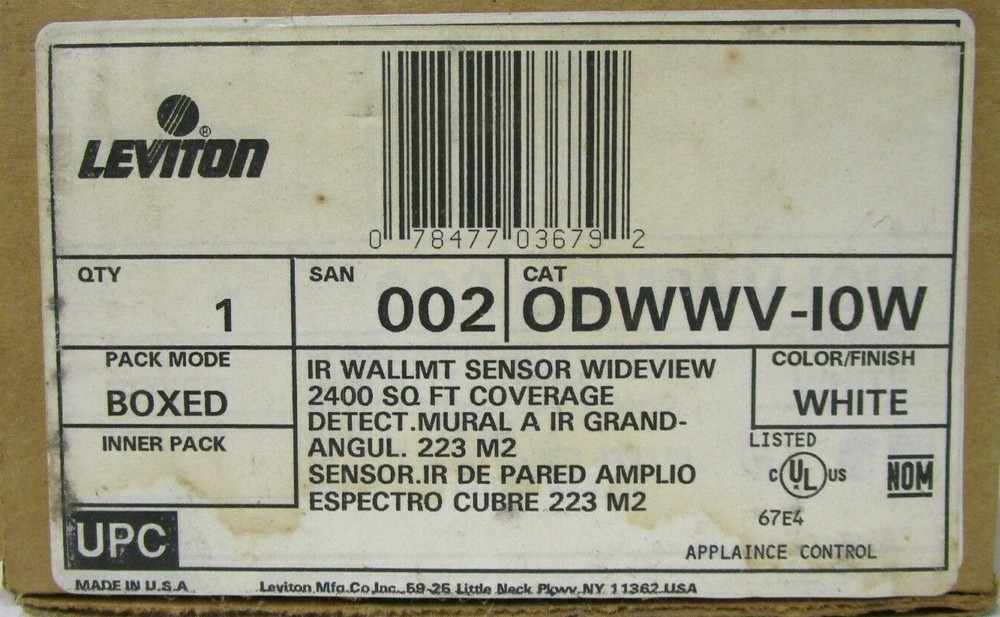 LEVITON®
0 78477 03679 2
QTY
1
SAN
002
CAT
ODWWV-I0W
PACK MODE
BOXED
INNER PACK
IR WALLMT SENSOR WIDEVIEW
2400 SQ FT COVERAGE
DETECT.MURAL A IR GRAND-
ANGUL. 223 M2
SENSOR.IR DE PARED AMPLIO
ESPECTRO CUBRE 223 M2
COLOR/FINISH
WHITE
LISTED
C UL US
NOM
67E4
APPLAINCE CONTROL
UPC
MADE IN U.S.A.
Leviton Mfg.Co.Inc. 59-25 Little Neck Pkwy.NY 11362.USA